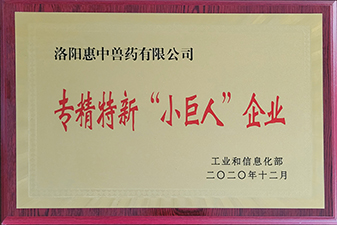 洛阳惠中兽药有限公司
专精特新“小巨人”企业
工业和信息化部
二〇二〇年十二月